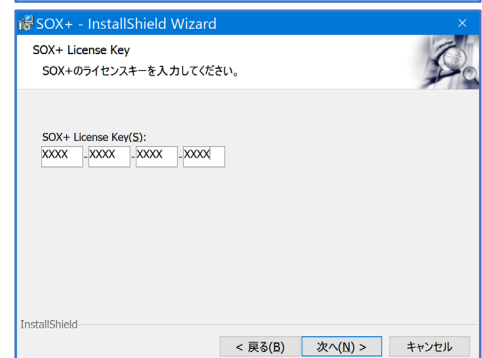 SOX+ - InstallShield Wizard
SOX+ License Key
SOX+のライセンスキーを入力してください。
SOX+ License Key(S):
XXXX - XXXX - XXXX - XXXX
InstallShield
< 戻る(B) 次へ(N) > キャンセル